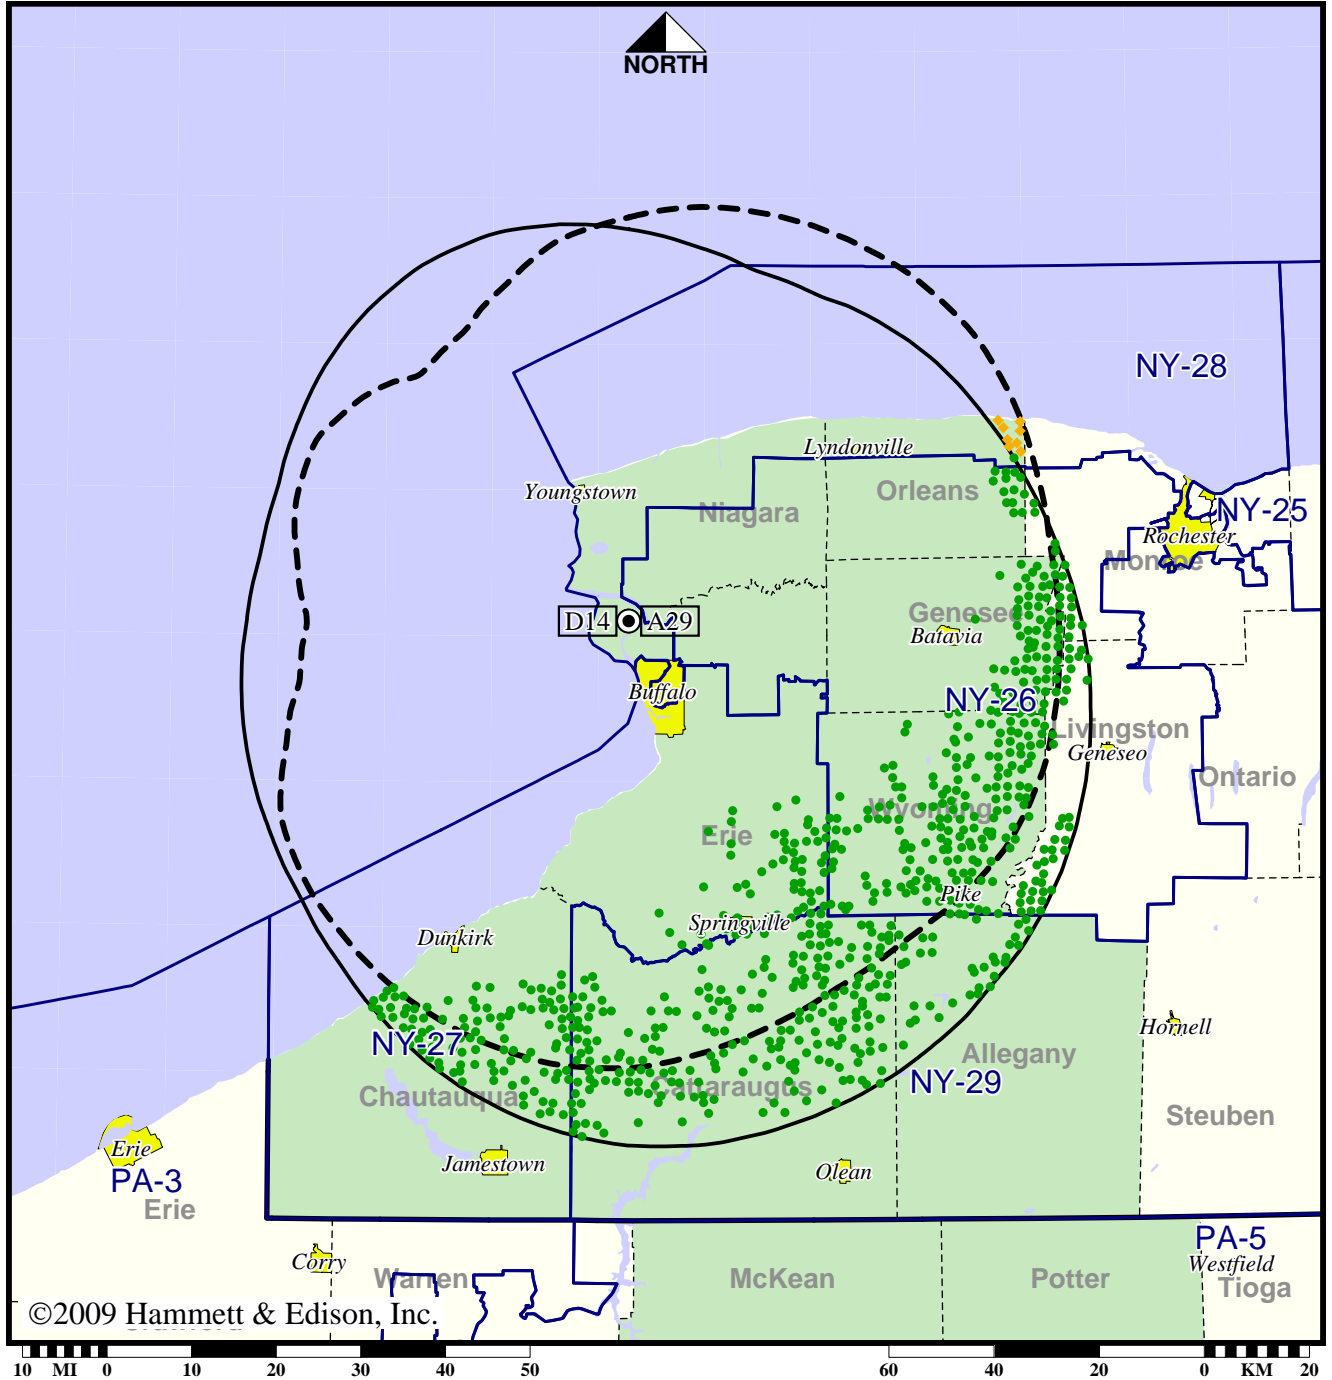 NORTH
NY-28
Lyndonville
Youngstown
Orleans
Niagara
NY-25
Rochester
Monroe
D14
A29
Genesee
Batavia
Buffalo
NY-26
Livingston
Geneseo
Ontario
Wyoming
Erie
Pike
Springville
Dunkirk
Hornell
NY-27
Allegany
NY-29
Cattaraugus
Chautauqua
Steuben
Erie
Jamestown
Olean
PA-3
Erie
PA-5
Corry
Westfield
Warren
McKean
Potter
Tioga
©2009 Hammett & Edison, Inc.
10 MI 0 10 20 30 40 50 60 40 20 0 KM 20